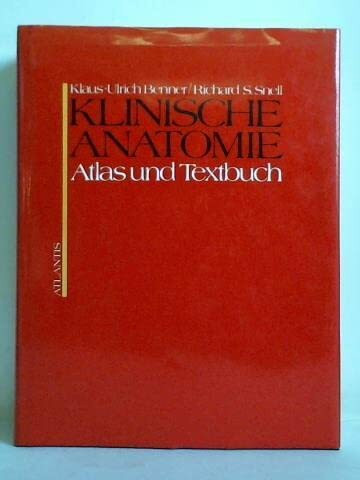 Klaus-Ulrich Benner/Richard S. Snell
KLINISCHE
ANATOMIE
Atlas und Textbuch
ATLANTIS